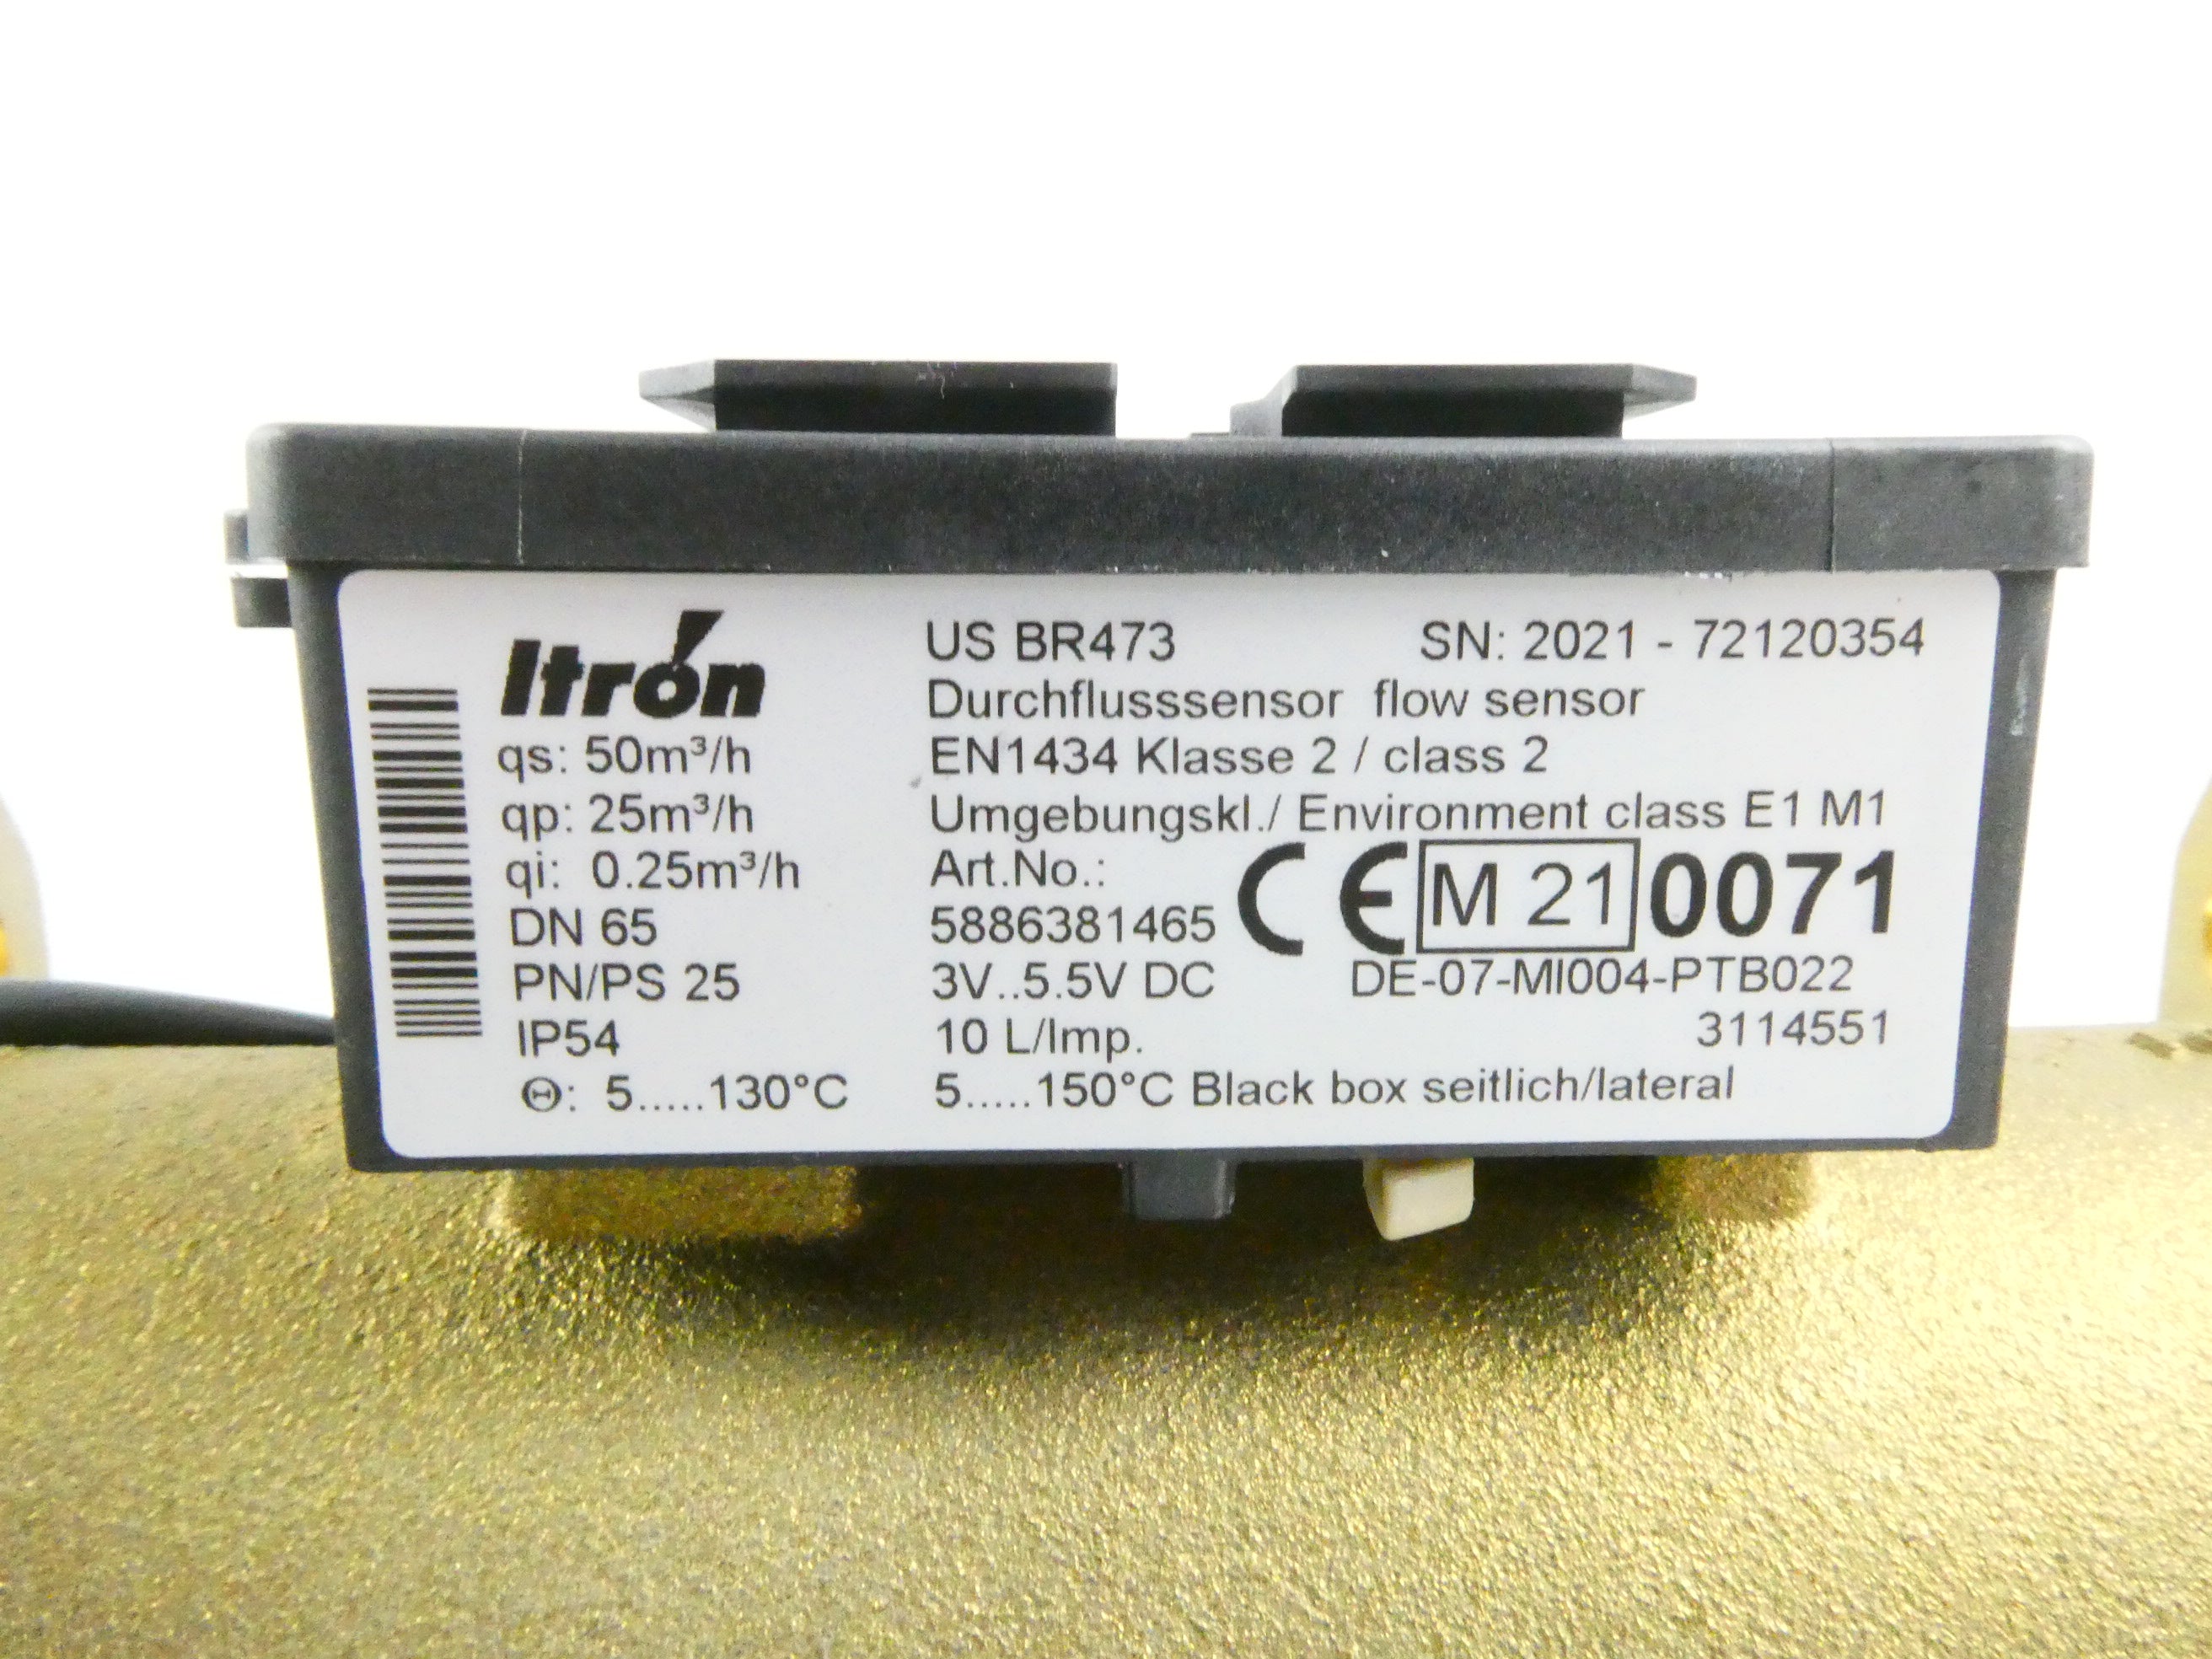 Itrón
qs: 50m³/h
qp: 25m³/h
qi: 0.25m³/h
DN 65
PN/PS 25
IP54
Θ: 5.....130°C
US BR473 SN: 2021 - 72120354
Durchflusssensor flow sensor
EN1434 Klasse 2 / class 2
Umgebungskl./ Environment class E1 M1
Art.No.:
5886381465
CE M 21 0071
3V..5.5V DC DE-07-MI004-PTB022
10 L/Imp. 3114551
5.....150°C Black box seitlich/lateral